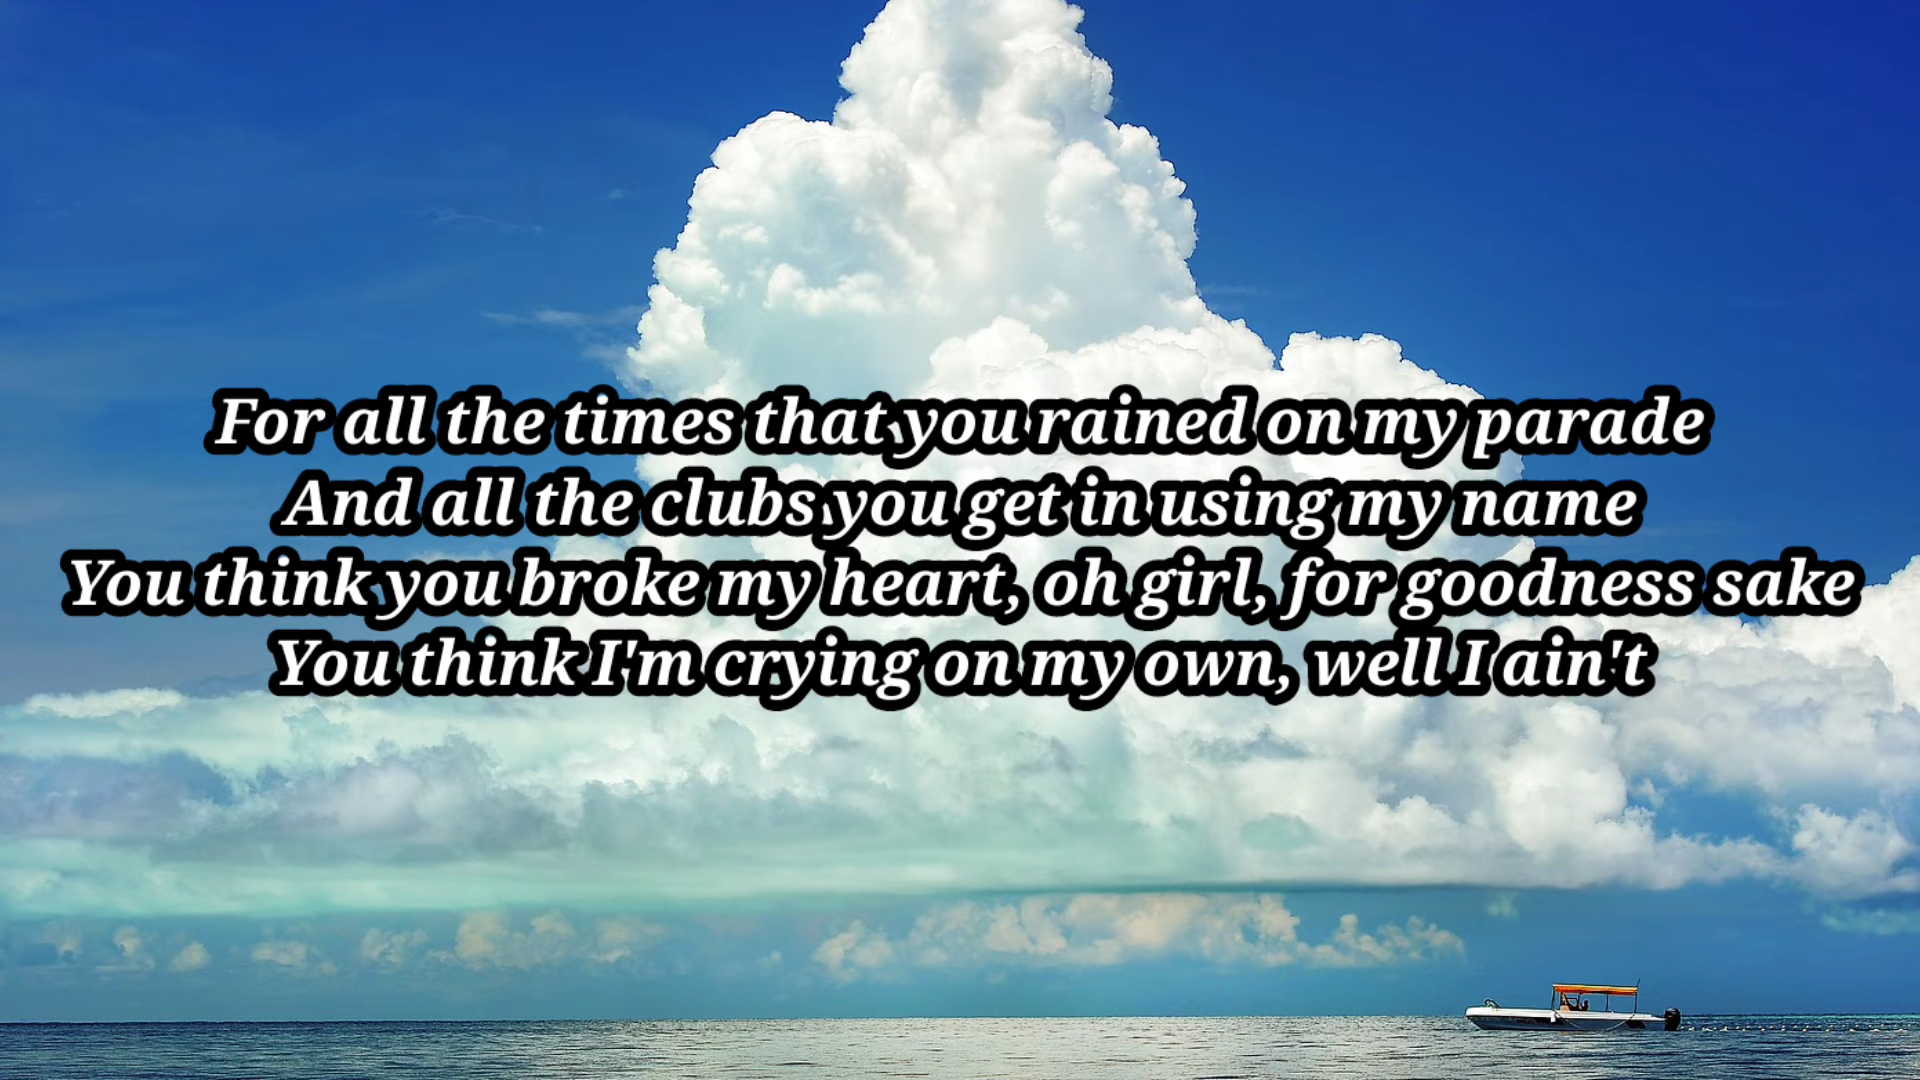 For all the times that you rained on my parade
And all the clubs you get in using my name
You think you broke my heart, oh girl, for goodness sake
You think I'm crying on my own, well I ain't